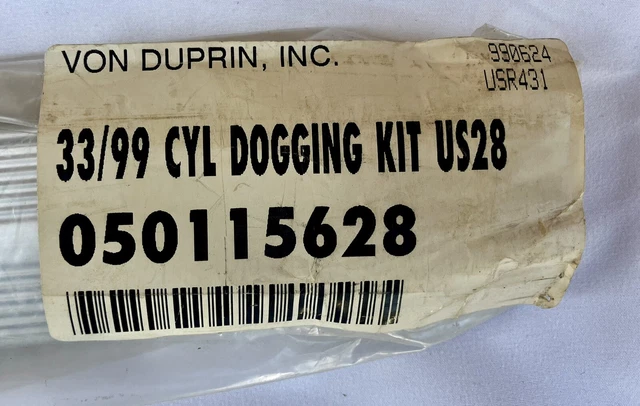 VON DUPRIN, INC.
990624
USR431
33/99 CYL DOGGING KIT US28
050115628